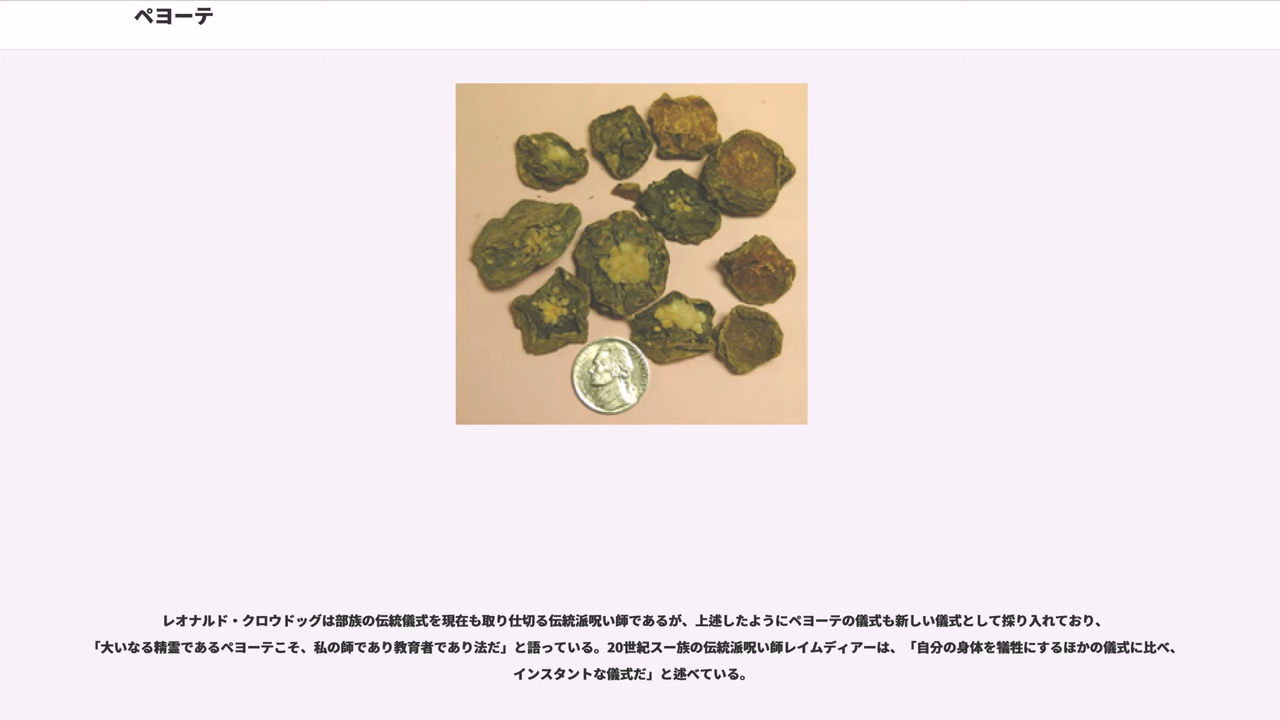 ペヨーテ
レオナルド・クロウドッグは部族の伝統儀式を現在も取り仕切る伝統派呪い師であるが、上述したようにペヨーテの儀式も新しい儀式として採り入れており、
「大いなる精霊であるペヨーテこそ、私の師であり教育者であり法だ」と語っている。20世紀スー族の伝統派呪い師レイムディアーは、「自分の身体を犠牲にするほかの儀式に比べ、
インスタントな儀式だ」と述べている。